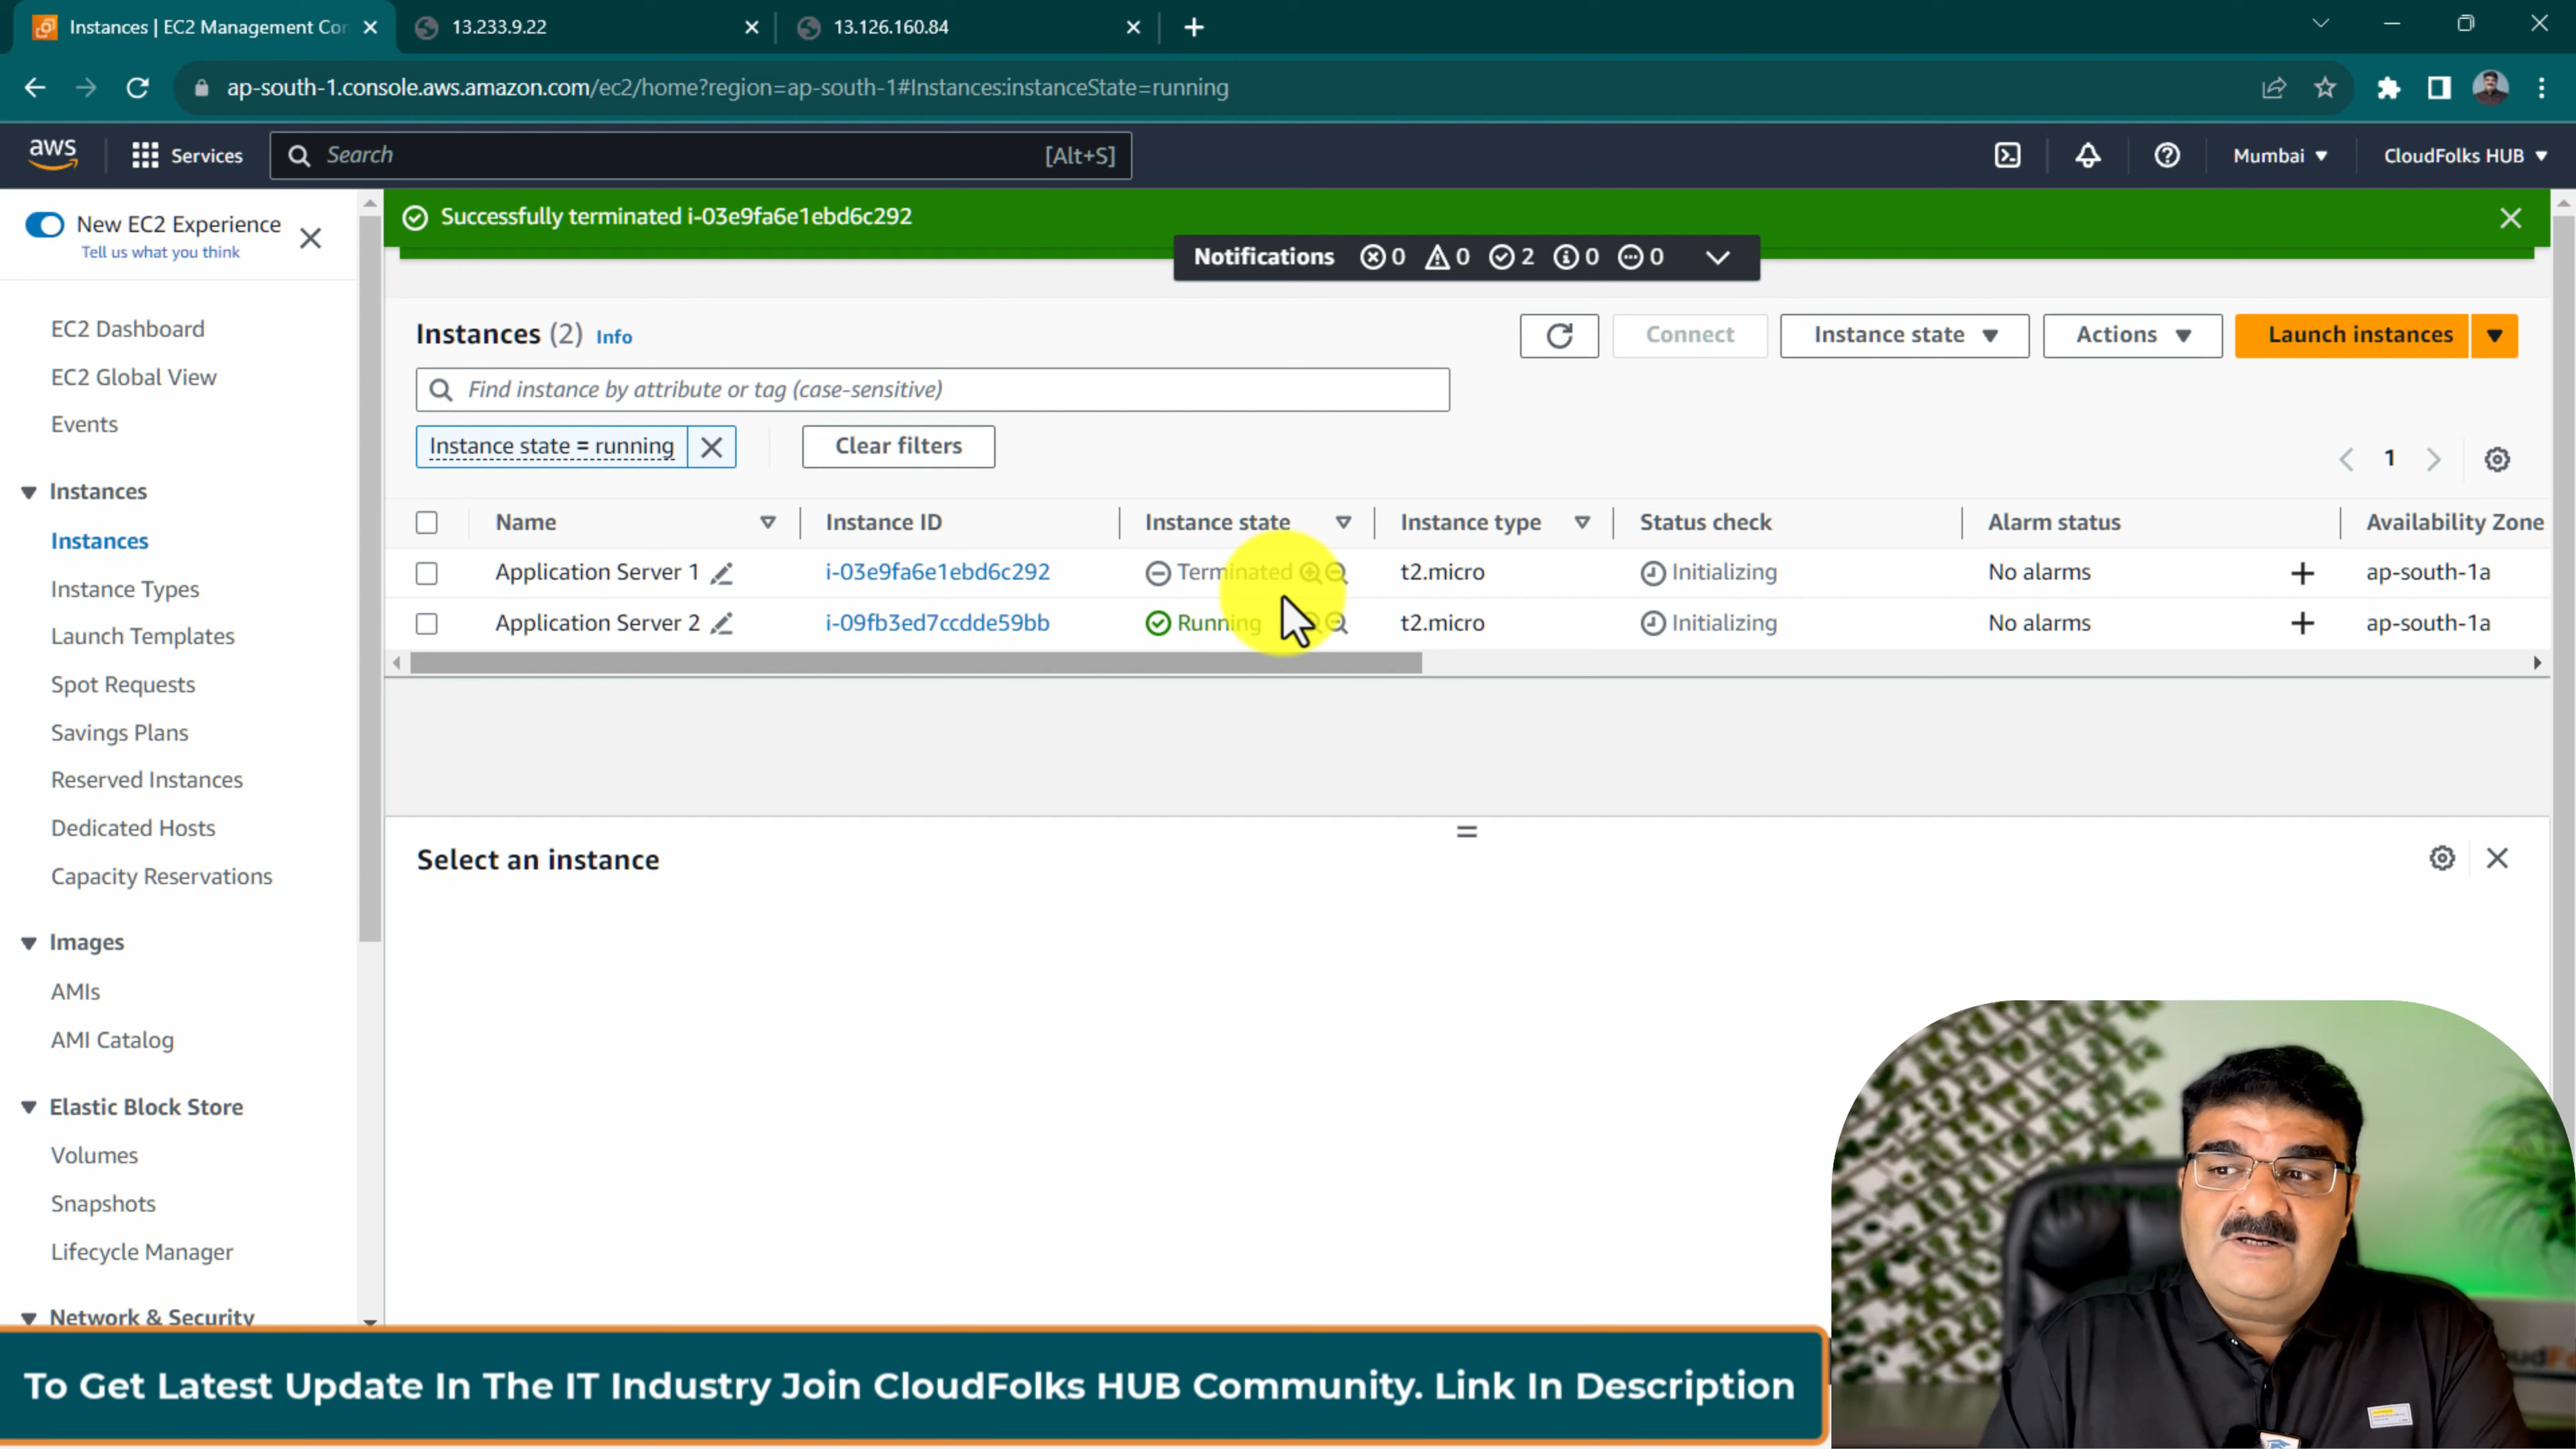 Instances | EC2 Management Cor
13.233.9.22
13.126.160.84
ap-south-1.console.aws.amazon.com/ec2/home?region=ap-south-1#Instances:instanceState=running
aws
Services
Search
[Alt+S]
Mumbai
CloudFolks HUB
New EC2 Experience
Tell us what you think
Successfully terminated i-03e9fa6e1ebd6c292
Notifications 0 0 2 0 0
EC2 Dashboard
EC2 Global View
Events
Instances
Instances
Instance Types
Launch Templates
Spot Requests
Savings Plans
Reserved Instances
Dedicated Hosts
Capacity Reservations
Images
AMIs
AMI Catalog
Elastic Block Store
Volumes
Snapshots
Lifecycle Manager
Network & Security
Instances (2) Info
Connect
Instance state
Actions
Launch instances
Find instance by attribute or tag (case-sensitive)
Instance state = running
Clear filters
1
Name Instance ID Instance state Instance type Status check Alarm status Availability Zone
Application Server 1 i-03e9fa6e1ebd6c292 Terminated t2.micro Initializing No alarms ap-south-1a
Application Server 2 i-09fb3ed7ccdde59bb Running t2.micro Initializing No alarms ap-south-1a
Select an instance
To Get Latest Update In The IT Industry Join CloudFolks HUB Community. Link In Description